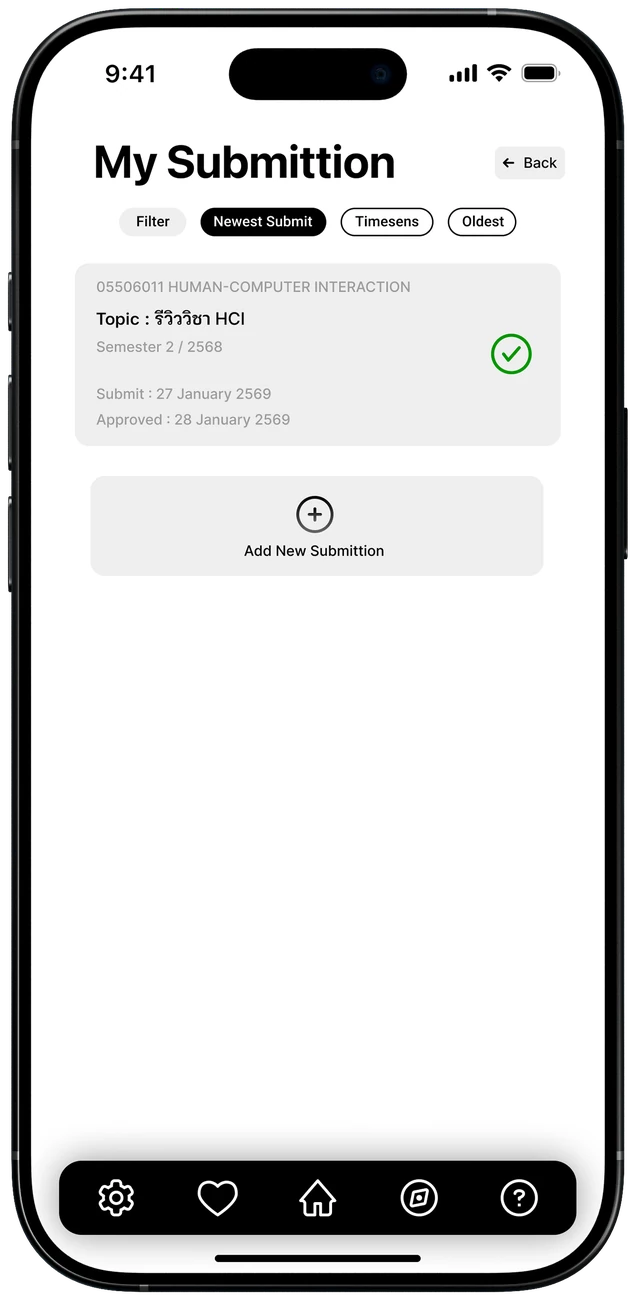 9:41
My Submittion
← Back
Filter
Newest Submit
Timesens
Oldest
05506011 HUMAN-COMPUTER INTERACTION
Topic : รีวิววิชา HCI
Semester 2 / 2568
Submit : 27 January 2569
Approved : 28 January 2569
Add New Submittion